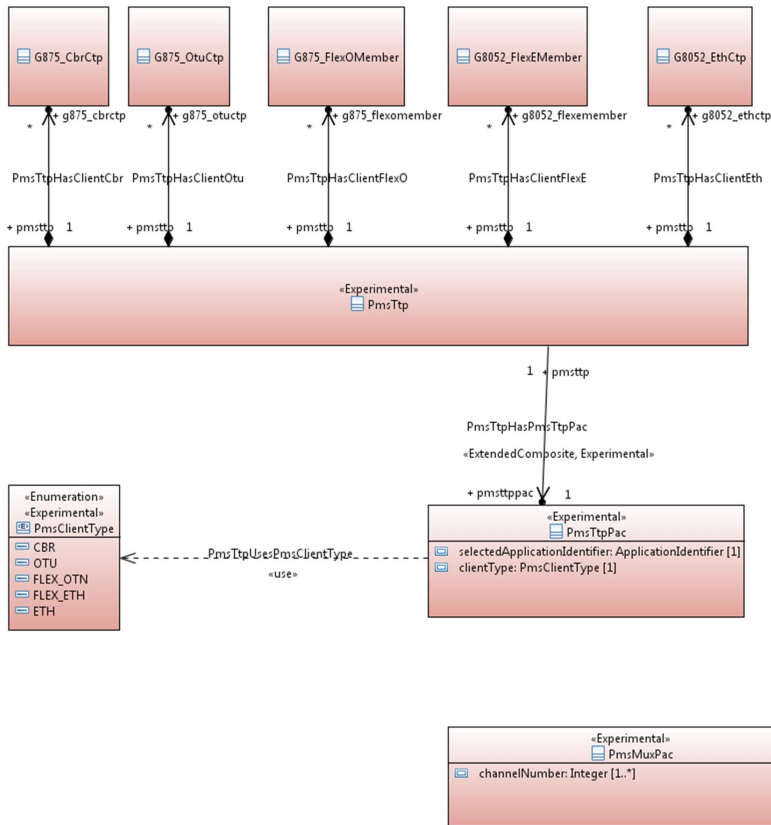 G875_CbrCtp
G875_OtuCtp
G875_FlexOMember
G8052_FlexEMember
G8052_EthCtp
+ g875_cbrctp
+ g875_otuctp
+ g875_flexomember
+ g8052_flexemember
+ g8052_ethctp
*
*
*
*
*
PmsTtpHasClientCbr
PmsTtpHasClientOtu
PmsTtpHasClientFlexO
PmsTtpHasClientFlexE
PmsTtpHasClientEth
+ pmsttp 1
+ pmsttp 1
+ pmsttp 1
+ pmsttp 1
+ pmsttp 1
«Experimental»
PmsTtp
1 + pmsttp
PmsTtpHasPmsTtpPac
«ExtendedComposite, Experimental»
+ pmsttppac 1
«Enumeration»
«Experimental»
PmsClientType
CBR
OTU
FLEX_OTN
FLEX_ETH
ETH
PmsTtpUsesPmsClientType
«use»
«Experimental»
PmsTtpPac
selectedApplicationIdentifier: ApplicationIdentifier [1]
clientType: PmsClientType [1]
«Experimental»
PmsMuxPac
channelNumber: Integer [1..*]